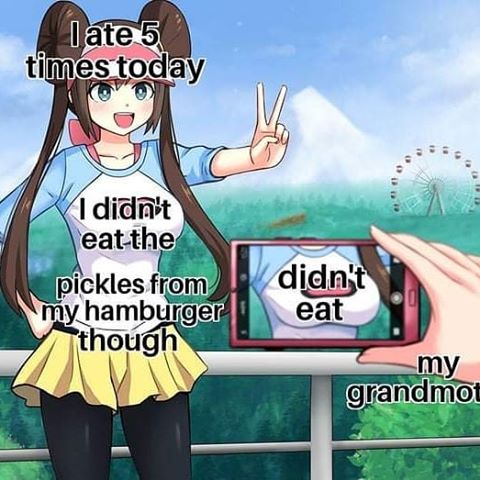 I ate 5
times today
I didn't
eat the
pickles from
my hamburger
though
didn't
eat
my
grandmot